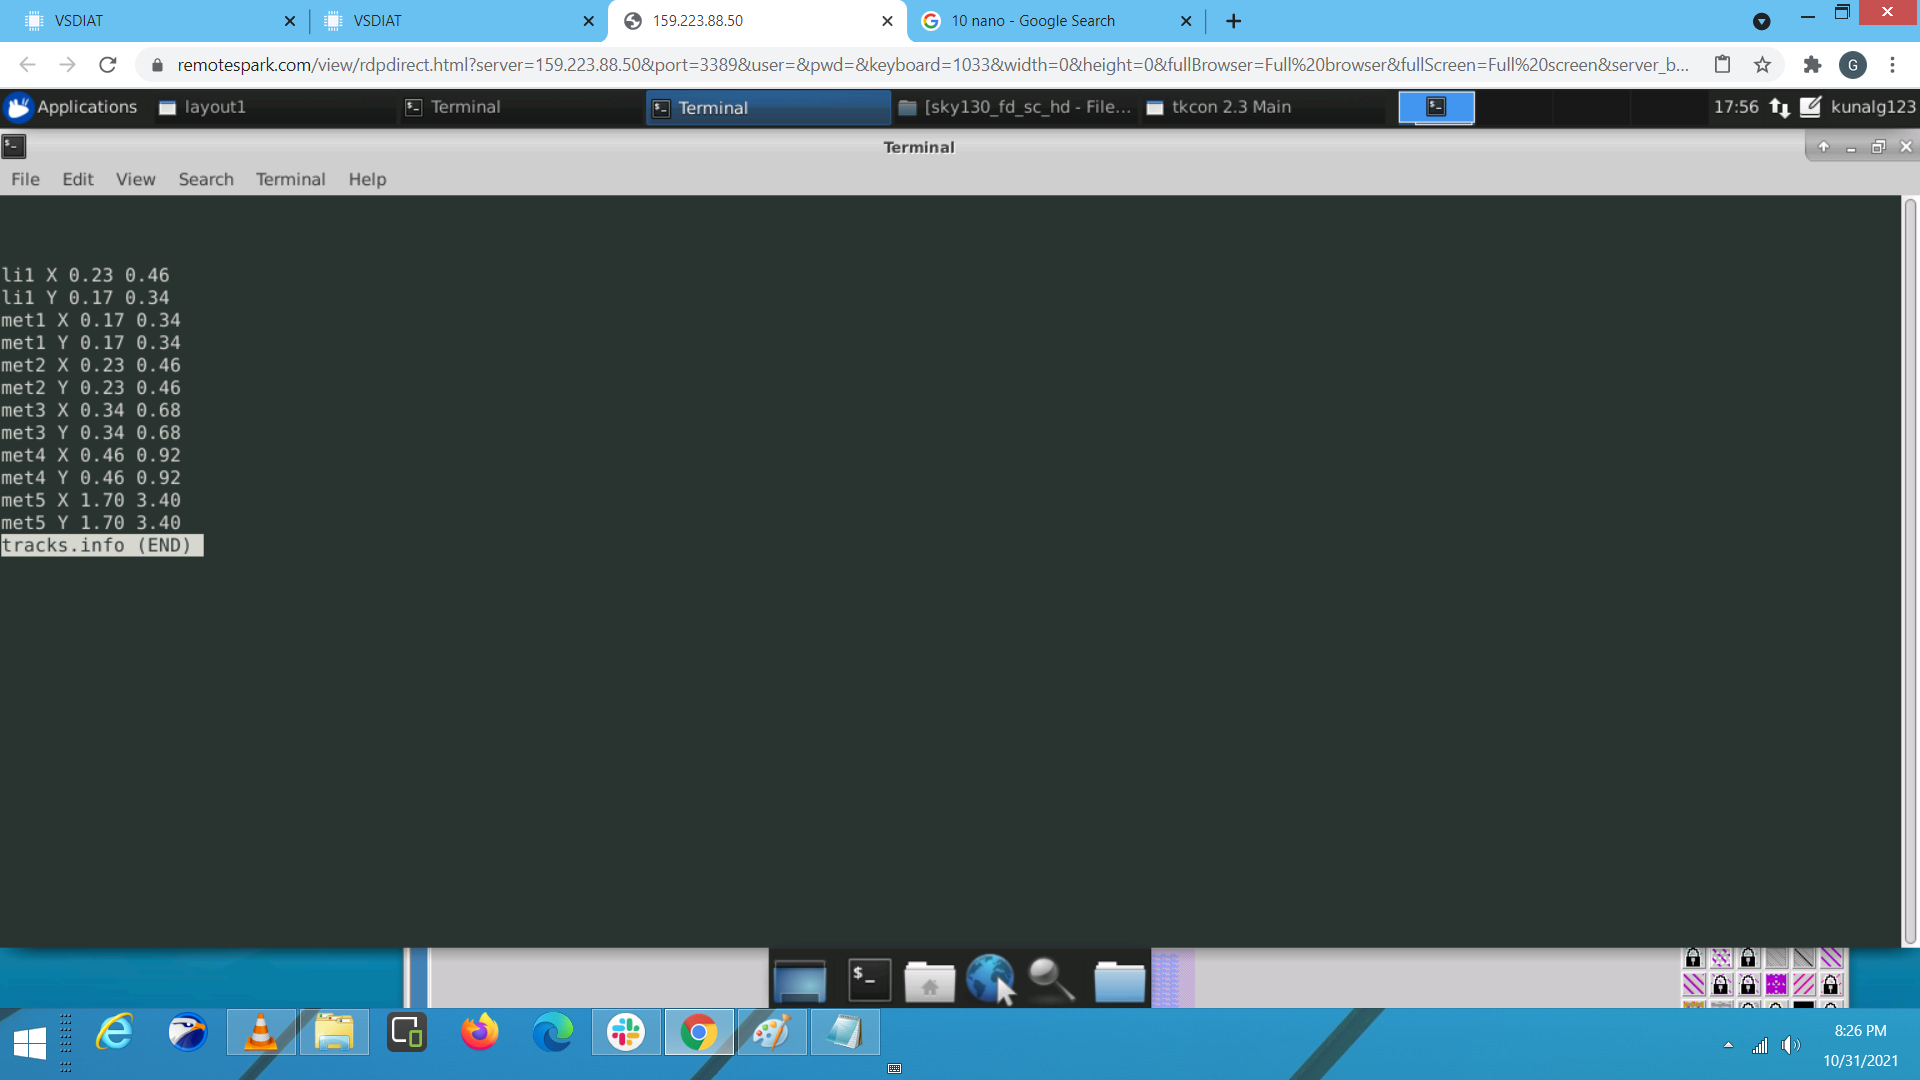 VSDIAT
VSDIAT
159.223.88.50
10 nano - Google Search
remotespark.com/view/rdpdirect.html?server=159.223.88.50&port=3389&user=&pwd=&keyboard=1033&width=0&height=0&fullBrowser=Full%20browser&fullScreen=Full%20screen&server_b...
G
Applications
layout1
Terminal
Terminal
[sky130_fd_sc_hd - File...
tkcon 2.3 Main
17:56
kunalg123
Terminal
File Edit View Search Terminal Help
li1 X 0.23 0.46
li1 Y 0.17 0.34
met1 X 0.17 0.34
met1 Y 0.17 0.34
met2 X 0.23 0.46
met2 Y 0.23 0.46
met3 X 0.34 0.68
met3 Y 0.34 0.68
met4 X 0.46 0.92
met4 Y 0.46 0.92
met5 X 1.70 3.40
met5 Y 1.70 3.40
tracks.info (END)
8:26 PM
10/31/2021